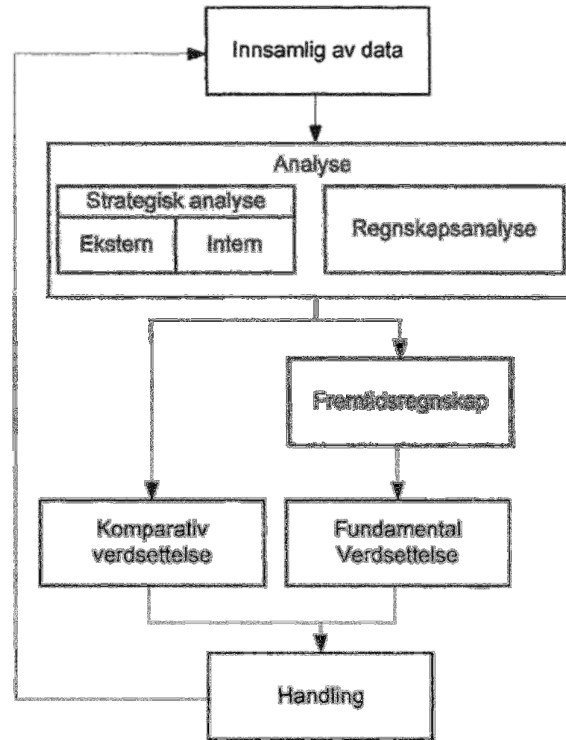 Innsamlig av data
Analyse
Strategisk analyse
Ekstern
Intern
Regnskapsanalyse
Fremtidsregnskap
Komparativ
verdsettelse
Fundamental
Verdsettelse
Handling